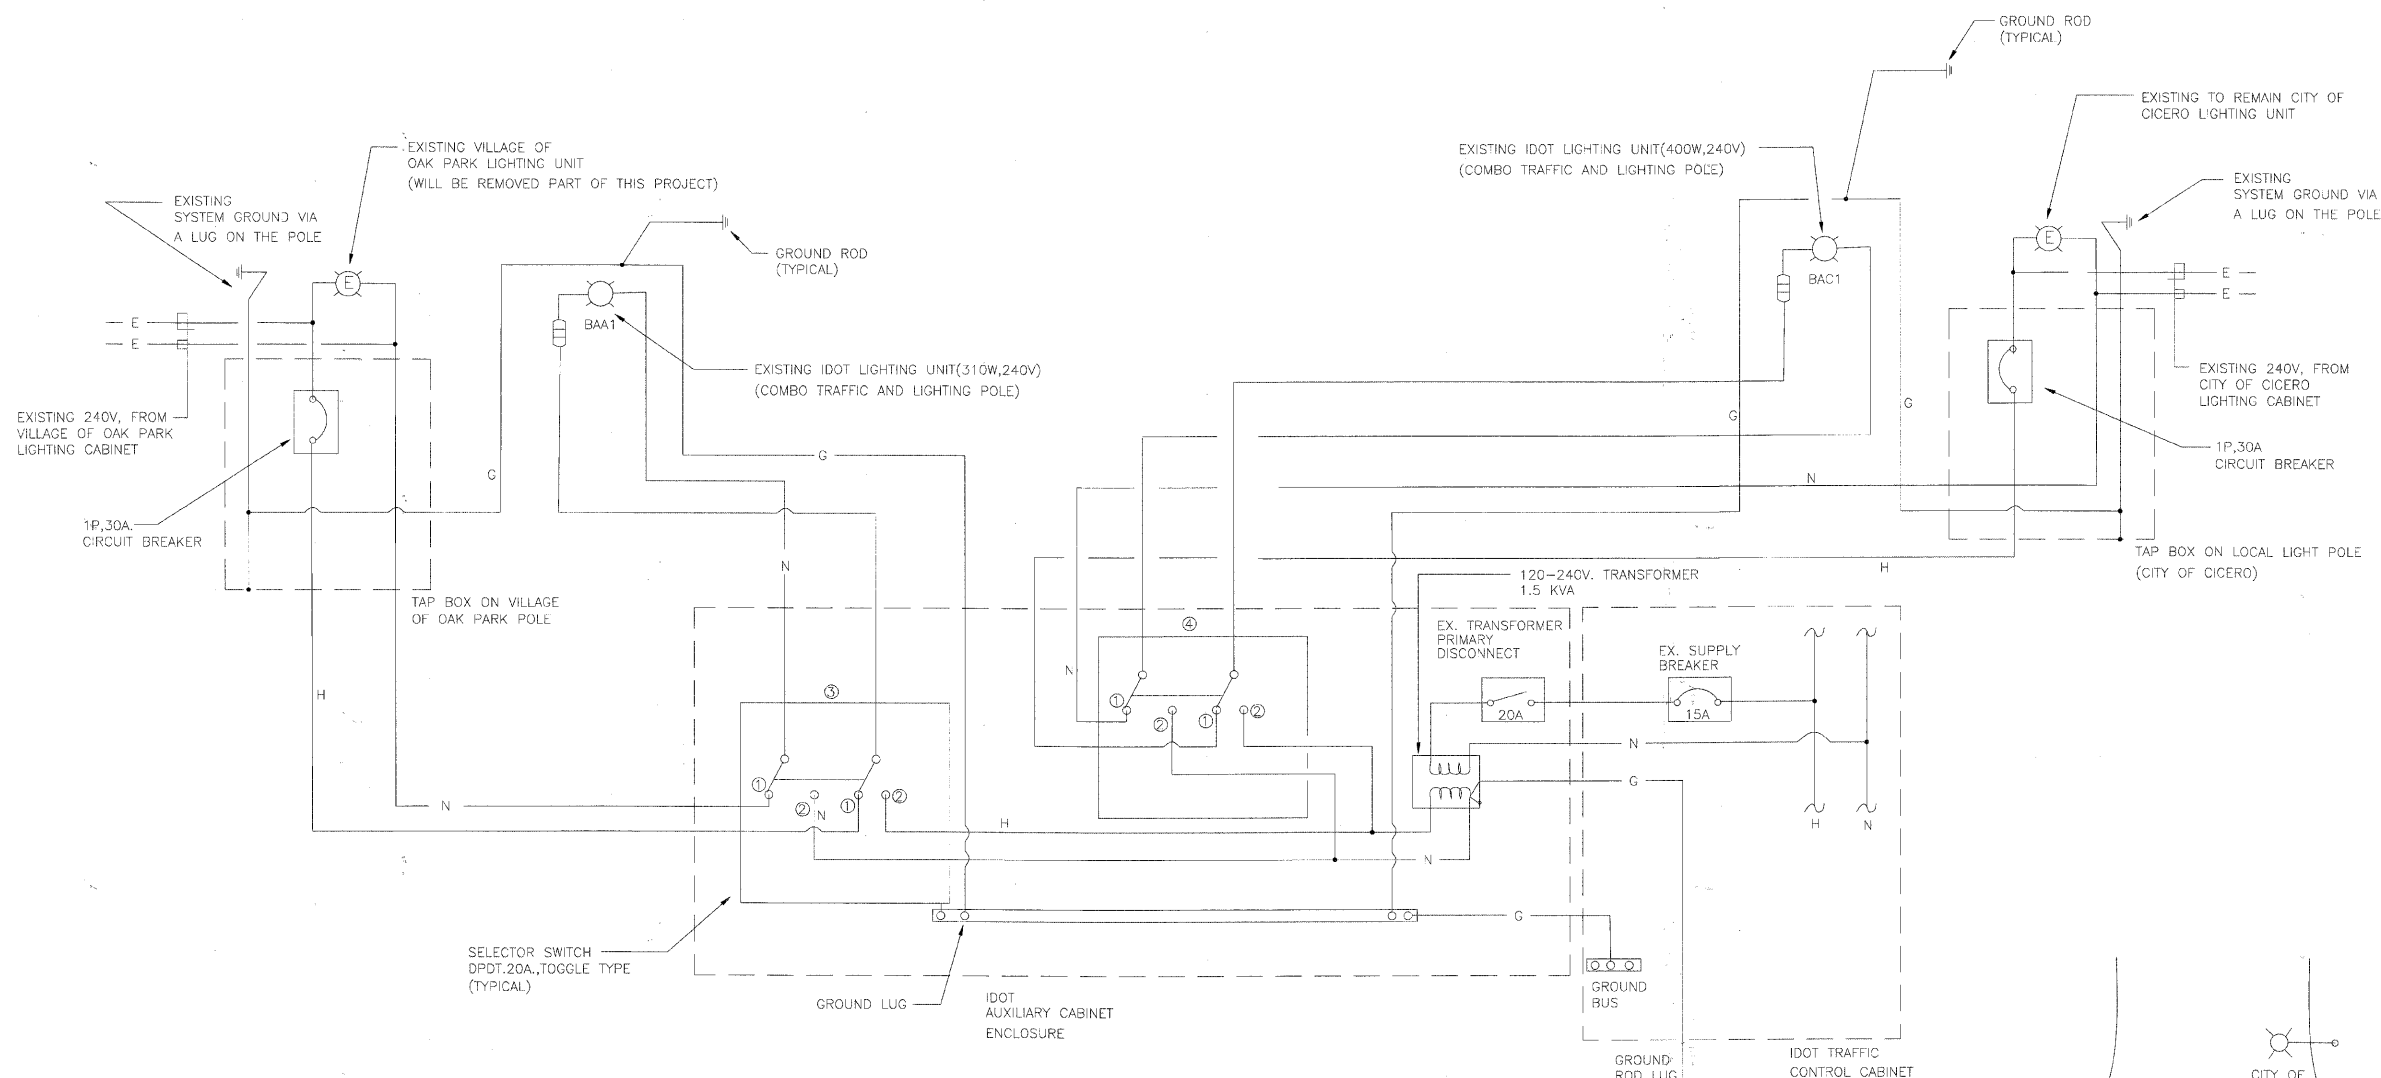 GROUND ROD
(TYPICAL)
EXISTING TO REMAIN CITY OF
CICERO LIGHTING UNIT
EXISTING VILLAGE OF
OAK PARK LIGHTING UNIT
(WILL BE REMOVED PART OF THIS PROJECT)
EXISTING IDOT LIGHTING UNIT(400W,240V)
(COMBO TRAFFIC AND LIGHTING POLE)
EXISTING
SYSTEM GROUND VIA
A LUG ON THE POLE
EXISTING
SYSTEM GROUND VIA
A LUG ON THE POLE
GROUND ROD
(TYPICAL)
E
E
BAA1
BAC1
E
E
E
E
E
E
EXISTING IDOT LIGHTING UNIT(310W,240V)
(COMBO TRAFFIC AND LIGHTING POLE)
EXISTING 240V, FROM
CITY OF CICERO
LIGHTING CABINET
EXISTING 240V, FROM
VILLAGE OF OAK PARK
LIGHTING CABINET
G
G
G
G
1P,30A
CIRCUIT BREAKER
N
1P,30A.
CIRCUIT BREAKER
N
TAP BOX ON LOCAL LIGHT POLE
(CITY OF CICERO)
H
120-240V. TRANSFORMER
1.5 KVA
TAP BOX ON VILLAGE
OF OAK PARK POLE
4
EX. TRANSFORMER
PRIMARY
DISCONNECT
EX. SUPPLY
BREAKER
N
H
3
1
2
1
2
20A
15A
N
G
1
2
N
1
2
N
H
H
N
N
G
SELECTOR SWITCH
DPDT.20A.,TOGGLE TYPE
(TYPICAL)
GROUND LUG
IDOT
AUXILIARY CABINET
ENCLOSURE
GROUND
BUS
GROUND
ROD LUG
IDOT TRAFFIC
CONTROL CABINET
CITY OF